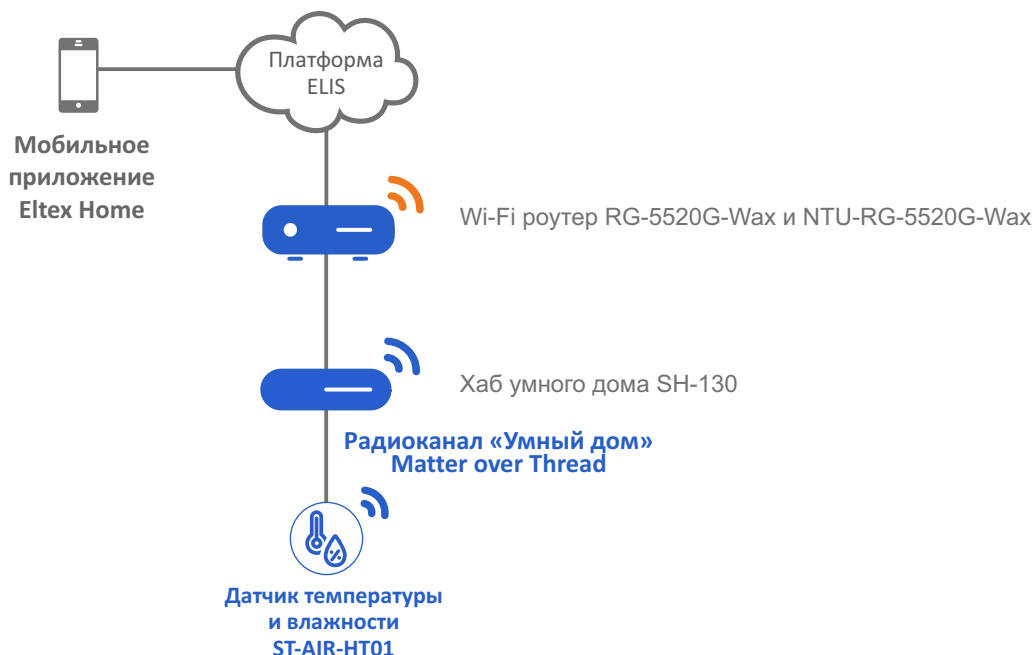 Платформа
ELIS
Мобильное
приложение
Eltex Home
Wi-Fi роутер RG-5520G-Wax и NTU-RG-5520G-Wax
Хаб умного дома SH-130
Радиоканал «Умный дом»
Matter over Thread
%
Датчик температуры
и влажности
ST-AIR-HT01